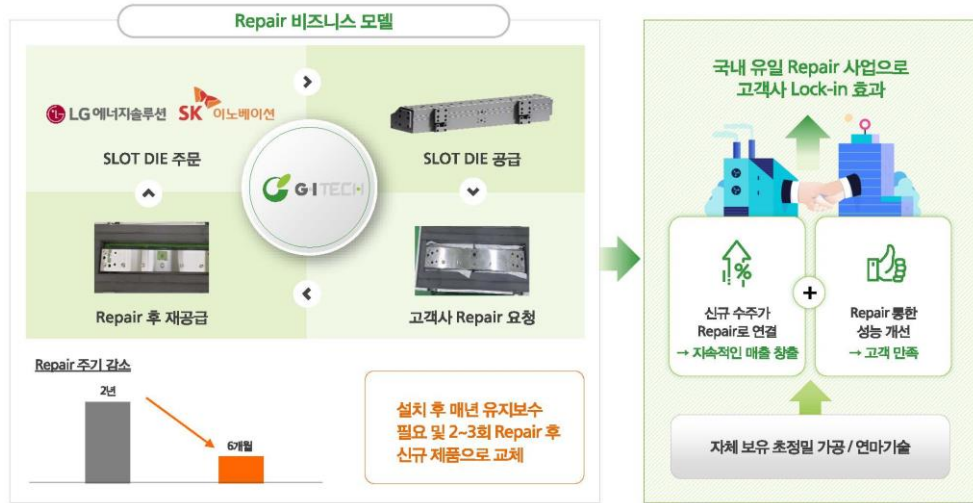 Repair 비즈니스 모델
LG에너지솔루션 SK이노베이션
SLOT DIE 주문
SLOT DIE 공급
GITECH
Repair 후 재공급
고객사 Repair 요청
Repair 주기 감소
2년
6개월
설치 후 매년 유지보수
필요 및 2~3회 Repair 후
신규 제품으로 교체
국내 유일 Repair 사업으로
고객사 Lock-in 효과
%
신규 수주가
Repair로 연결
→ 지속적인 매출 창출
+
Repair 통한
성능 개선
→ 고객 만족
자체 보유 초정밀 가공 / 연마기술